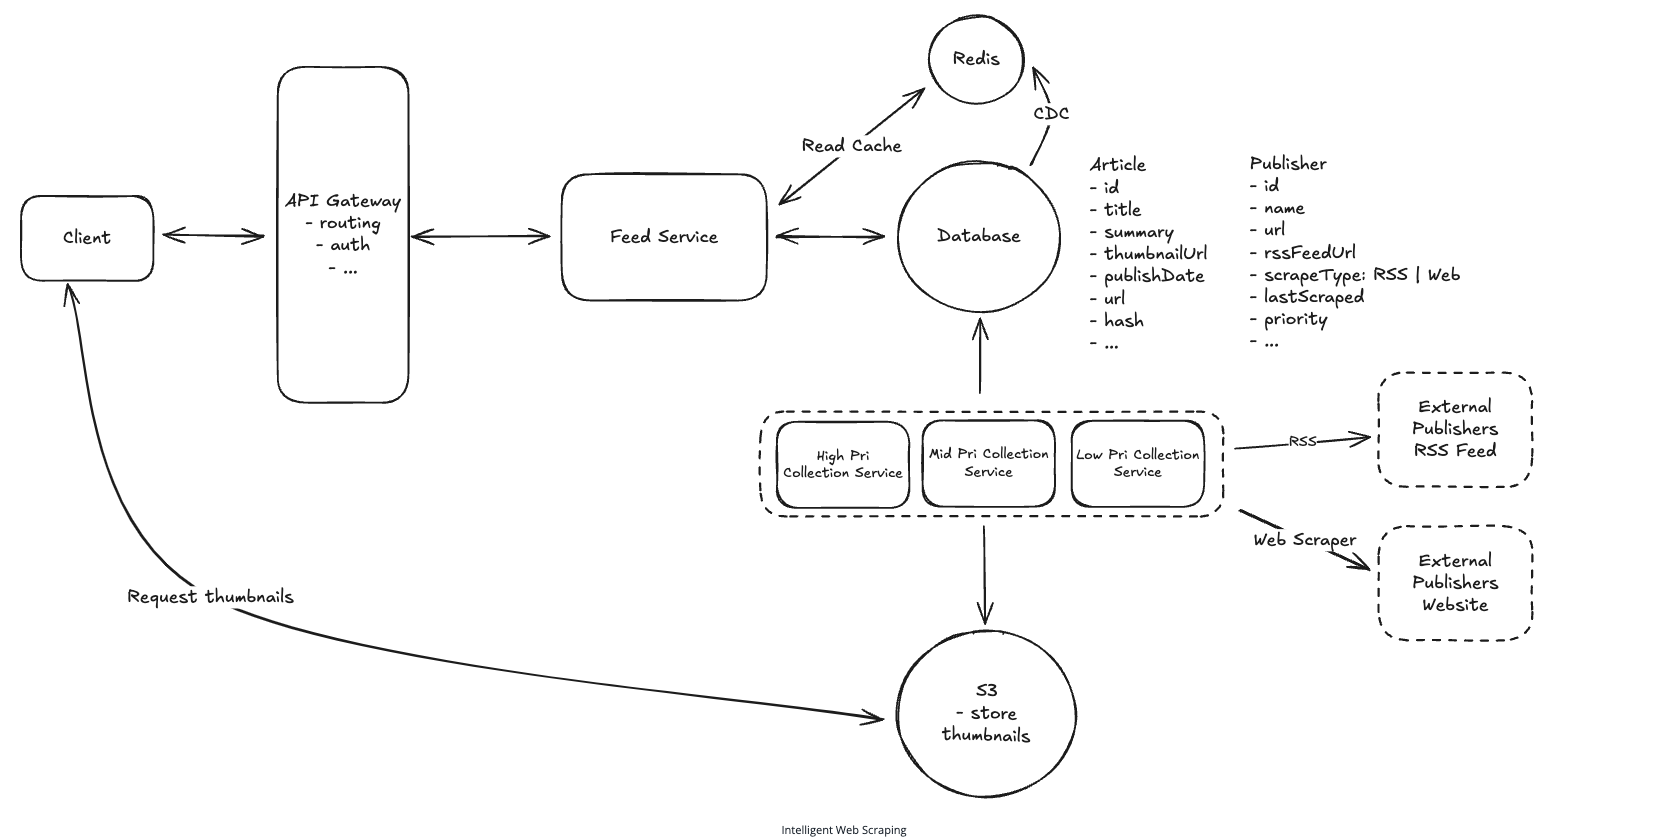 Redis
CDC
Read Cache
Article
- id
- title
- summary
- thumbnailUrl
- publishDate
- url
- hash
- ...
Publisher
- id
- name
- url
- rssFeedUrl
- scrapeType: RSS | Web
- lastScraped
- priority
- ...
API Gateway
- routing
- auth
- ...
Client
Feed Service
Database
External
Publishers
RSS Feed
RSS
High Pri
Collection Service
Mid Pri Collection
Service
Low Pri Collection
Service
Web Scraper
External
Publishers
Website
Request thumbnails
S3
- store
thumbnails
Intelligent Web Scraping